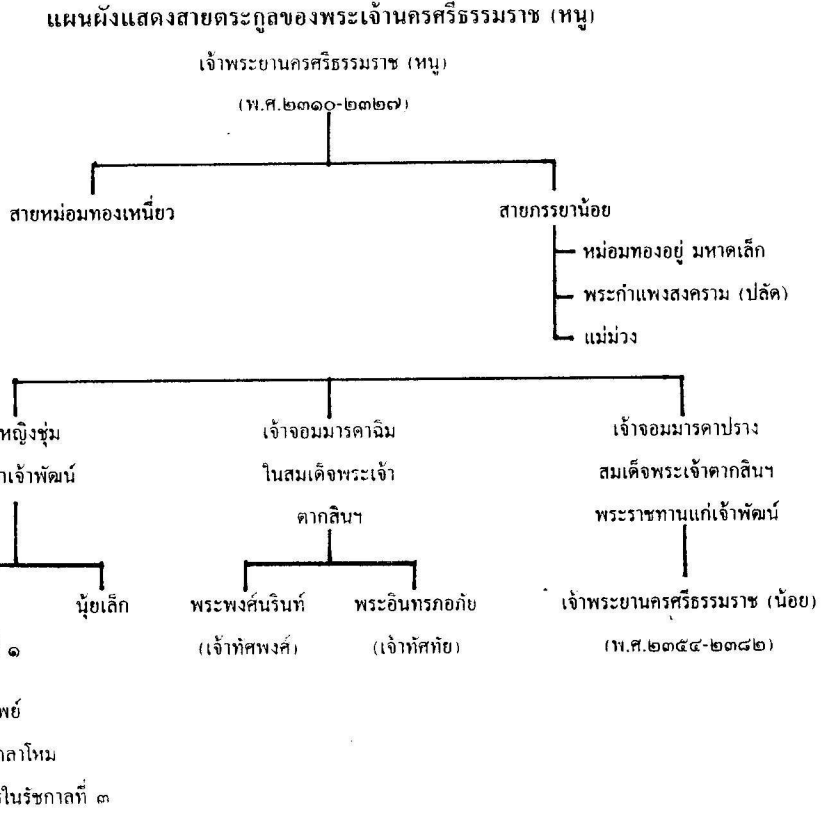 แผนผังแสดงสายตระกูลของพระเจ้านครศรีธรรมราช (หนู)
เจ้าพระยานครศรีธรรมราช (หนู)
(พ.ศ.๒๓๑๐-๒๓๒๗)
สายหม่อมทองเหนี่ยว
สายภรรยาน้อย
หม่อมทองอยู่ มหาดเล็ก
พระกำแพงสงคราม (ปลัด)
แม่ม่วง
หญิงชุ่ม
าเจ้าพัฒน์
เจ้าจอมมารดาฉิม
ในสมเด็จพระเจ้า
ตากสินฯ
เจ้าจอมมารดาปราง
สมเด็จพระเจ้าตากสินฯ
พระราชทานแก่เจ้าพัฒน์
นุ้ยเล็ก
พระพงศ์นรินท์
(เจ้าทัศพงศ์)
พระอินทรภอภัย
(เจ้าทัศทัย)
เจ้าพระยานครศรีธรรมราช (น้อย)
(พ.ศ.๒๓๕๔-๒๓๘๒)
ี่ ๑
พย์
กลาโหม
รในรัชกาลที่ ๓